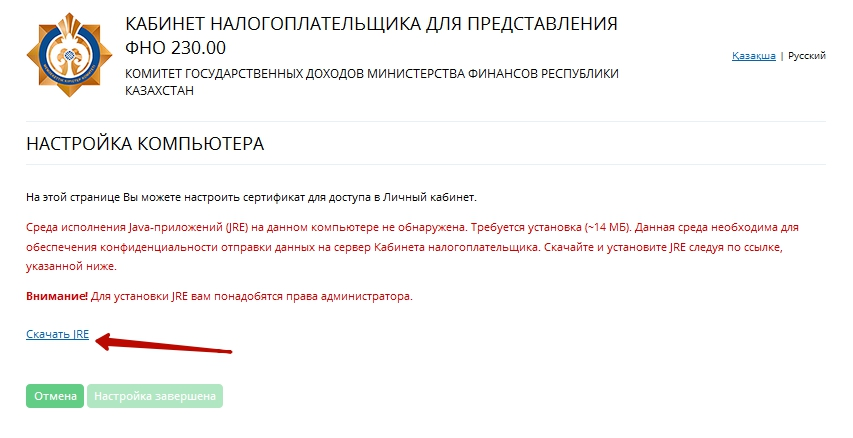 КАБИНЕТ НАЛОГОПЛАТЕЛЬЩИКА ДЛЯ ПРЕДСТАВЛЕНИЯ
ФНО 230.00
КОМИТЕТ ГОСУДАРСТВЕННЫХ ДОХОДОВ МИНИСТЕРСТВА ФИНАНСОВ РЕСПУБЛИКИ
КАЗАХСТАН
Қазақша | Русский
НАСТРОЙКА КОМПЬЮТЕРА
На этой странице Вы можете настроить сертификат для доступа в Личный кабинет.
Среда исполнения Java-приложений (JRE) на данном компьютере не обнаружена. Требуется установка (~14 МБ). Данная среда необходима для
обеспечения конфиденциальности отправки данных на сервер Кабинета налогоплательщика. Скачайте и установите JRE следуя по ссылке,
указанной ниже.
Внимание! Для установки JRE вам понадобятся права администратора.
Скачать JRE
Отмена Настройка завершена